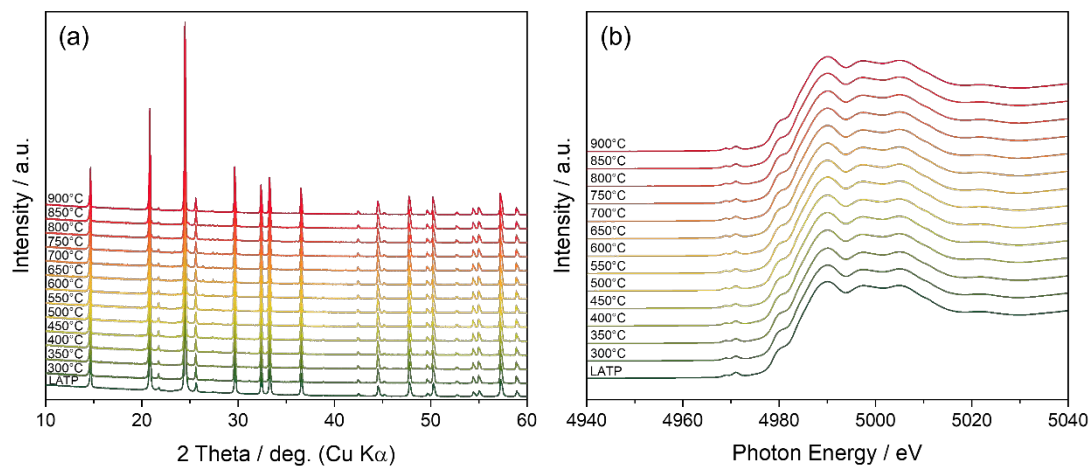 (a)
Intensity / a.u.
900°C
850°C
800°C
750°C
700°C
650°C
600°C
550°C
500°C
450°C
400°C
350°C
300°C
LATP
10 20 30 40 50 60
2 Theta / deg. (Cu Kα)
(b)
Intensity / a.u.
900°C
850°C
800°C
750°C
700°C
650°C
600°C
550°C
500°C
450°C
400°C
350°C
300°C
LATP
4940 4960 4980 5000 5020 5040
Photon Energy / eV